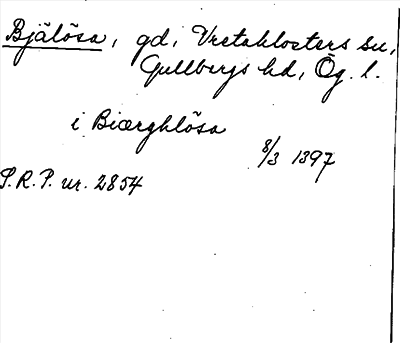 Bjälösa, gd, Vretaklosters sn,
Gullbergs hd, Ög. l.
i Biærghlösa
8/3 1397
S.R.P. nr. 2854